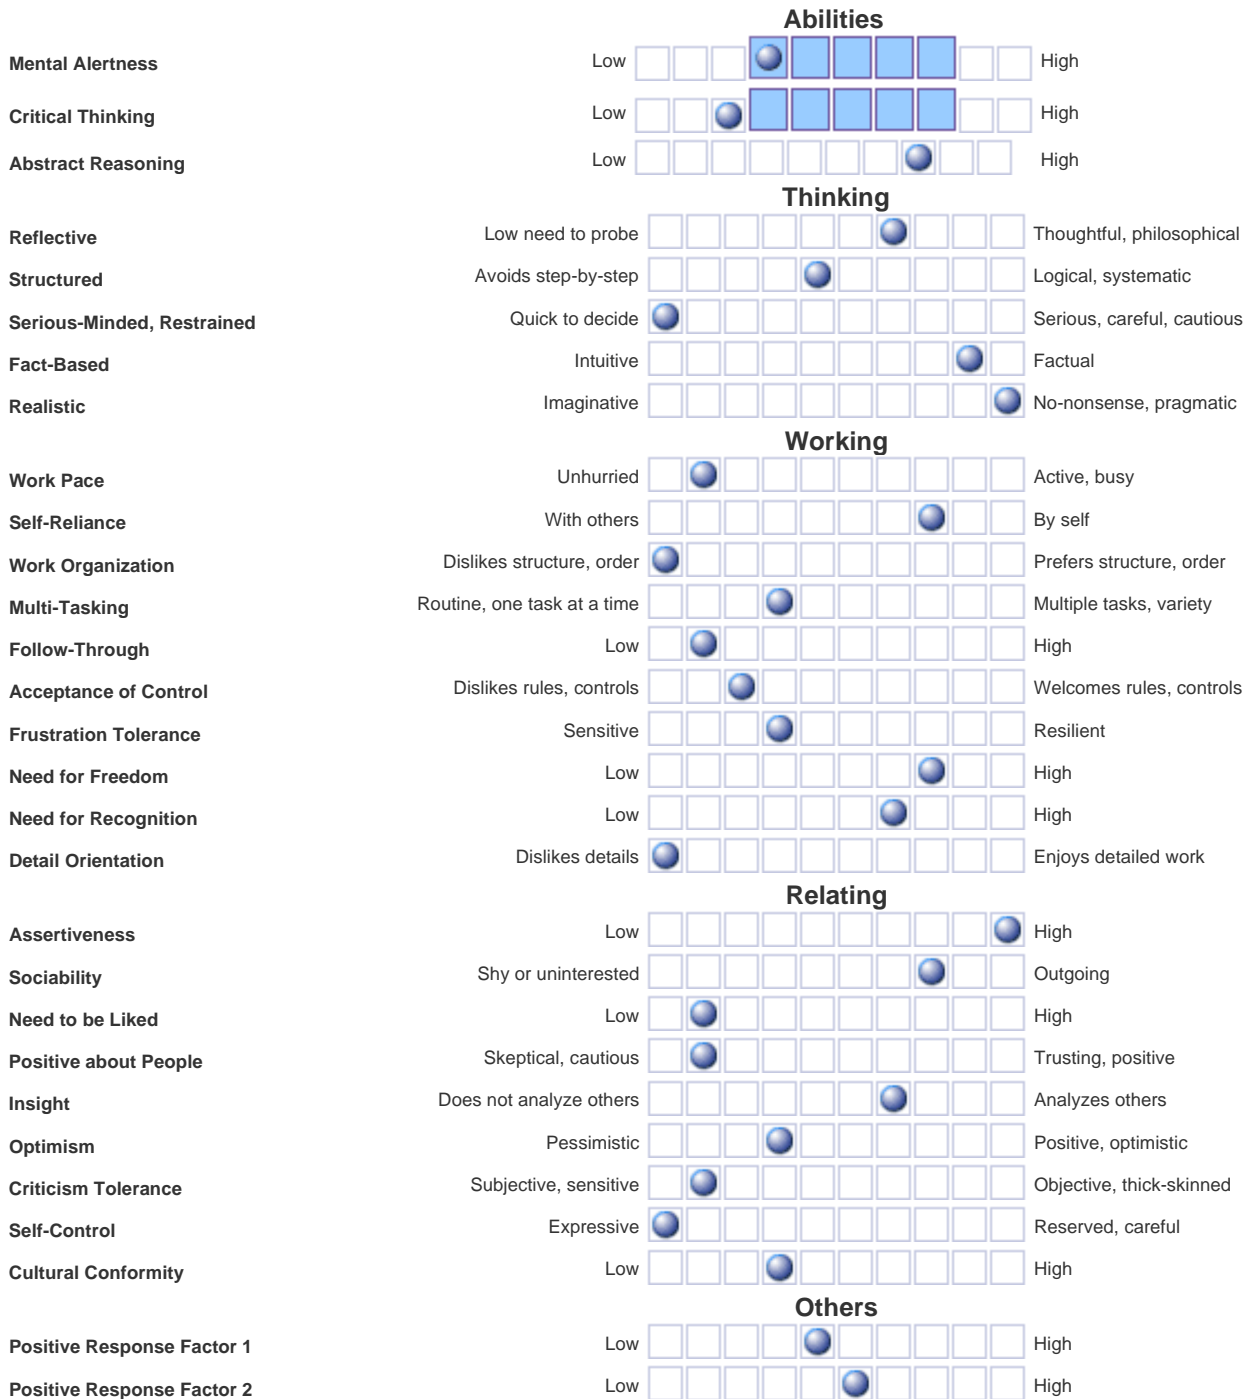 Abilities
Mental Alertness Low High
Critical Thinking Low High
Abstract Reasoning Low High
Thinking
Reflective Low need to probe Thoughtful, philosophical
Structured Avoids step-by-step Logical, systematic
Serious-Minded, Restrained Quick to decide Serious, careful, cautious
Fact-Based Intuitive Factual
Realistic Imaginative No-nonsense, pragmatic
Working
Work Pace Unhurried Active, busy
Self-Reliance With others By self
Work Organization Dislikes structure, order Prefers structure, order
Multi-Tasking Routine, one task at a time Multiple tasks, variety
Follow-Through Low High
Acceptance of Control Dislikes rules, controls Welcomes rules, controls
Frustration Tolerance Sensitive Resilient
Need for Freedom Low High
Need for Recognition Low High
Detail Orientation Dislikes details Enjoys detailed work
Relating
Assertiveness Low High
Sociability Shy or uninterested Outgoing
Need to be Liked Low High
Positive about People Skeptical, cautious Trusting, positive
Insight Does not analyze others Analyzes others
Optimism Pessimistic Positive, optimistic
Criticism Tolerance Subjective, sensitive Objective, thick-skinned
Self-Control Expressive Reserved, careful
Cultural Conformity Low High
Others
Positive Response Factor 1 Low High
Positive Response Factor 2 Low High